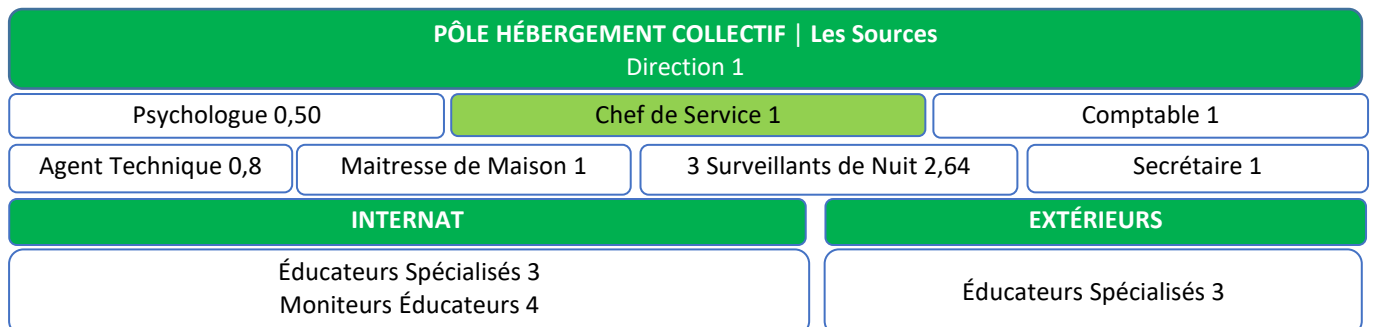 PÔLE HÉBERGEMENT COLLECTIF | Les Sources
Direction 1
Psychologue 0,50
Chef de Service 1
Comptable 1
Agent Technique 0,8
Maitresse de Maison 1
3 Surveillants de Nuit 2,64
Secrétaire 1
INTERNAT
EXTÉRIEURS
Éducateurs Spécialisés 3
Moniteurs Éducateurs 4
Éducateurs Spécialisés 3